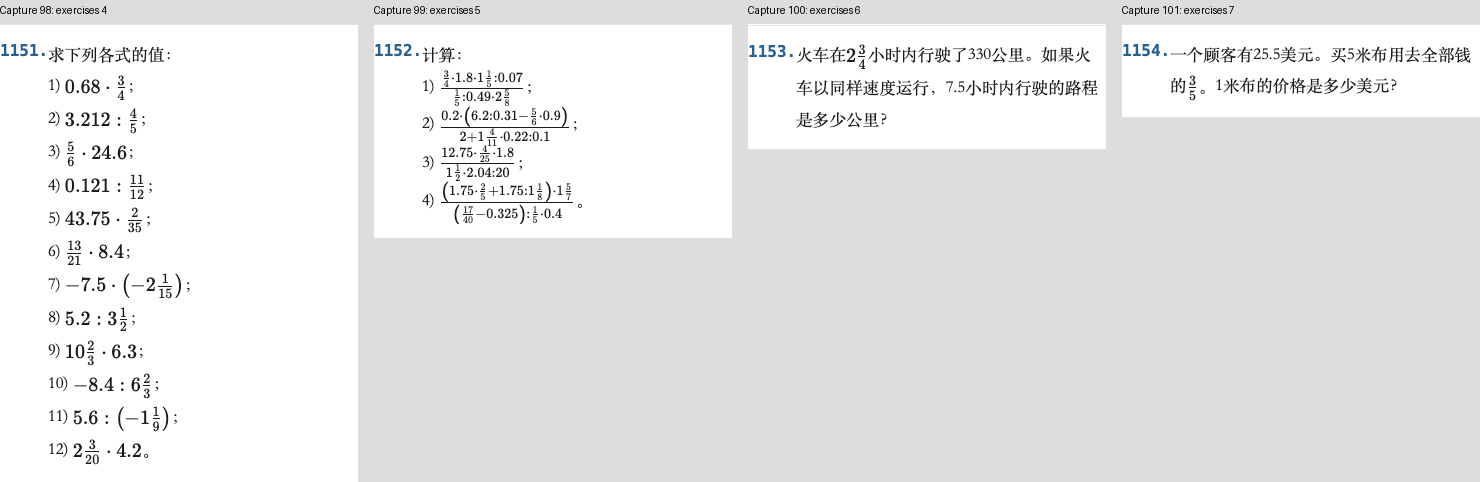 Capture 98: exercises 4
1151. 求下列各式的值：
1) 0.68 · 3/4;
2) 3.212 : 4/5;
3) 5/6 · 24.6;
4) 0.121 : 11/12;
5) 43.75 · 2/35;
6) 13/21 · 8.4;
7) −7.5 · (−2 1/15);
8) 5.2 : 3 1/2;
9) 10 2/3 · 6.3;
10) −8.4 : 6 2/3;
11) 5.6 : (−1 1/9);
12) 2 3/20 · 4.2。
Capture 99: exercises 5
1152. 计算：
1) (3/4·1.8·1 1/5:0.07)/(1/5:0.49·2 5/8);
2) (0.2·(6.2:0.31−5/6·0.9))/(2+1 4/11·0.22:0.1);
3) (12.75·4/25·1.8)/(1 1/2·2.04:20);
4) ((1.75·2/5+1.75:1 1/8)·1 5/7)/((17/40−0.325):1/5·0.4)。
Capture 100: exercises 6
1153. 火车在2 3/4小时内行驶了330公里。如果火
车以同样速度运行，7.5小时内行驶的路程
是多少公里?
Capture 101: exercises 7
1154. 一个顾客有25.5美元。买5米布用去全部钱
的3/5。1米布的价格是多少美元?